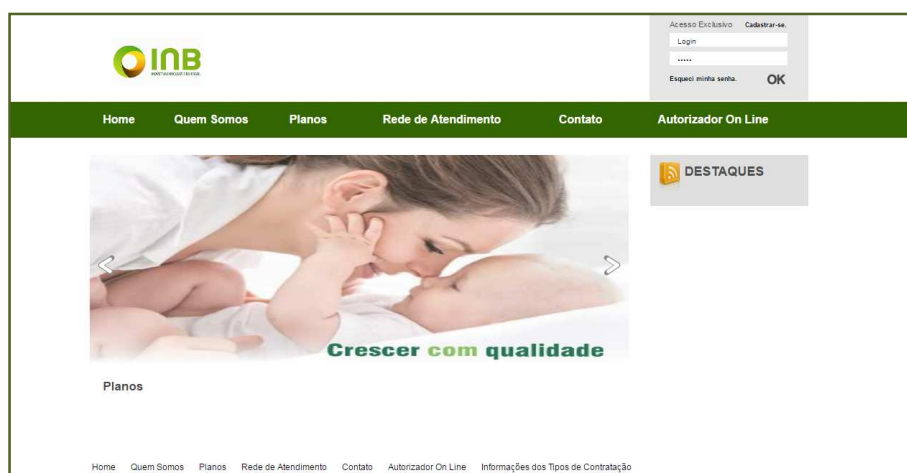 Acesso Exclusivo Cadastrar-se.
Login
•••••
Esqueci minha senha. OK
INB
Home Quem Somos Planos Rede de Atendimento Contato Autorizador On Line
DESTAQUES
Crescer com qualidade
Planos
Home Quem Somos Planos Rede de Atendimento Contato Autorizador On Line Informações dos Tipos de Contratação